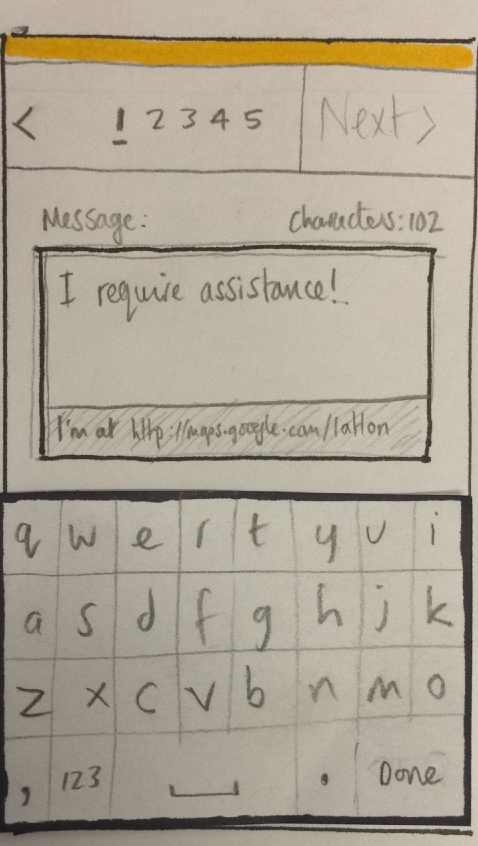 < 1 2 3 4 5 Next >
Message: Characters: 102
I require assistance!
I'm at http://maps.google.com/latlon
q w e r t y u i
a s d f g h j k
z x c v b n m o
, 123 . Done